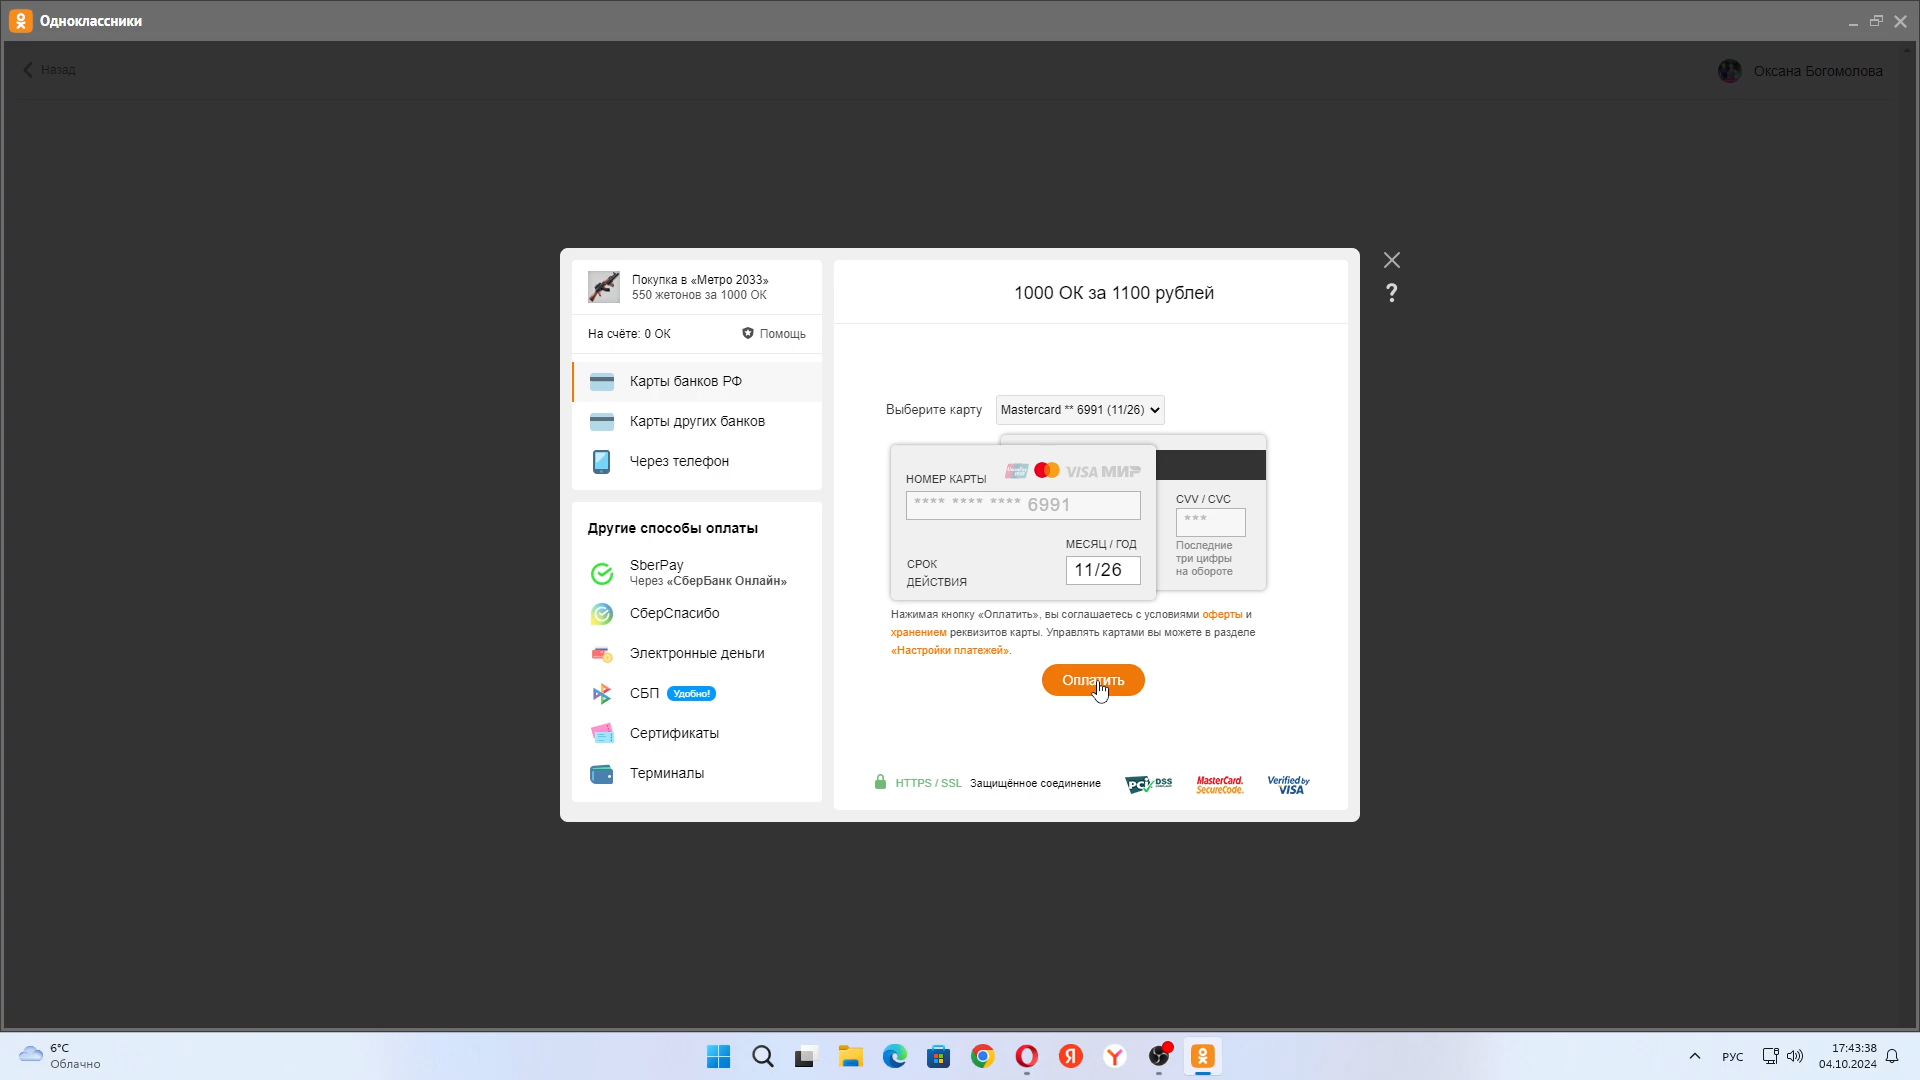 Одноклассники
Назад
Оксана Богомолова
Покупка в «Метро 2033»
550 жетонов за 1000 ОК
На счёте: 0 ОК
Помощь
Карты банков РФ
Карты других банков
Через телефон
Другие способы оплаты
SberPay
Через «СберБанк Онлайн»
СберСпасибо
Электронные деньги
СБП Удобно!
Сертификаты
Терминалы
1000 ОК за 1100 рублей
Выберите карту
Mastercard ** 6991 (11/26)
VISA МИР
НОМЕР КАРТЫ
**** **** **** 6991
МЕСЯЦ / ГОД
СРОК
ДЕЙСТВИЯ
11/26
CVV / CVC
***
Последние
три цифры
на обороте
Нажимая кнопку «Оплатить», вы соглашаетесь с условиями оферты и
хранением реквизитов карты. Управлять картами вы можете в разделе
«Настройки платежей».
Оплатить
HTTPS / SSL Защищённое соединение
PCI DSS
MasterCard.
SecureCode.
Verified by
VISA
6°C
Облачно
РУС
17:43:38
04.10.2024